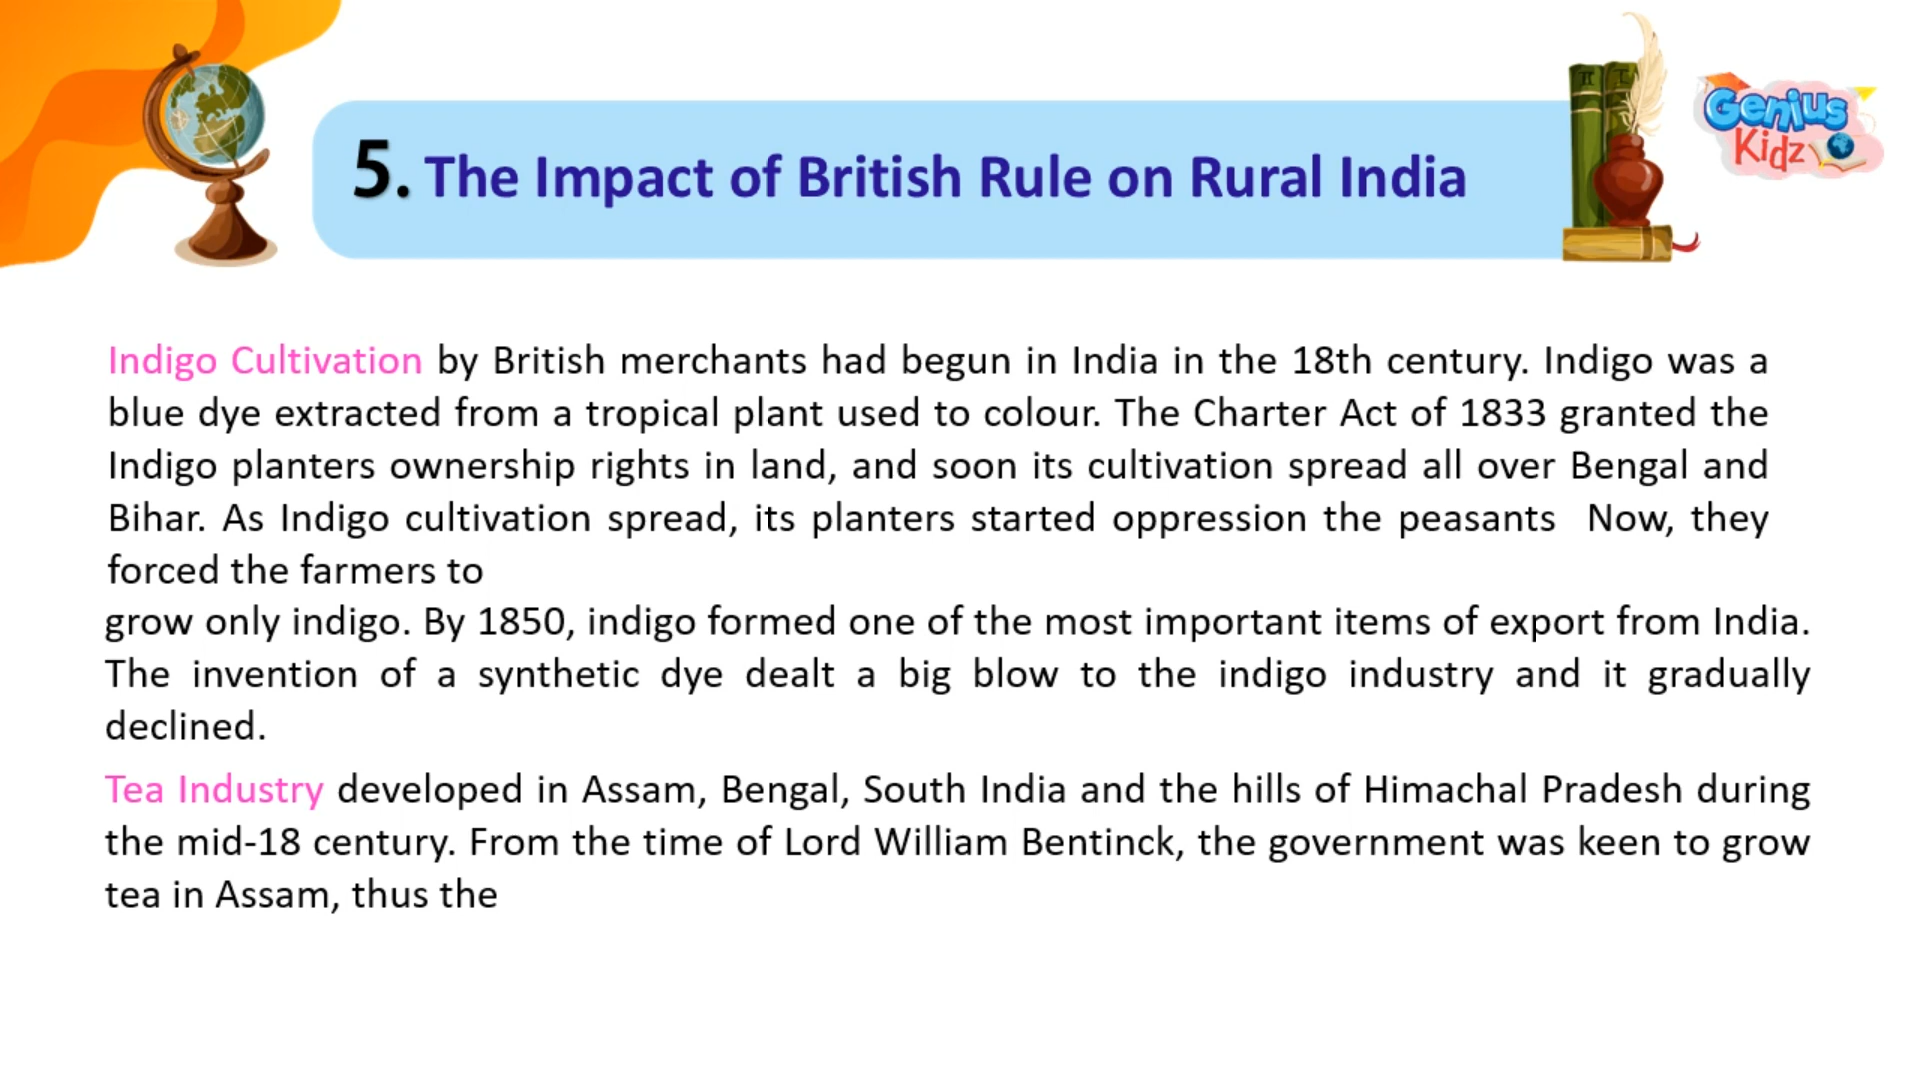 Genius
Kidz
5. The Impact of British Rule on Rural India
Indigo Cultivation by British merchants had begun in India in the 18th century. Indigo was a
blue dye extracted from a tropical plant used to colour. The Charter Act of 1833 granted the
Indigo planters ownership rights in land, and soon its cultivation spread all over Bengal and
Bihar. As Indigo cultivation spread, its planters started oppression the peasants Now, they
forced the farmers to
grow only indigo. By 1850, indigo formed one of the most important items of export from India.
The invention of a synthetic dye dealt a big blow to the indigo industry and it gradually
declined.
Tea Industry developed in Assam, Bengal, South India and the hills of Himachal Pradesh during
the mid-18 century. From the time of Lord William Bentinck, the government was keen to grow
tea in Assam, thus the